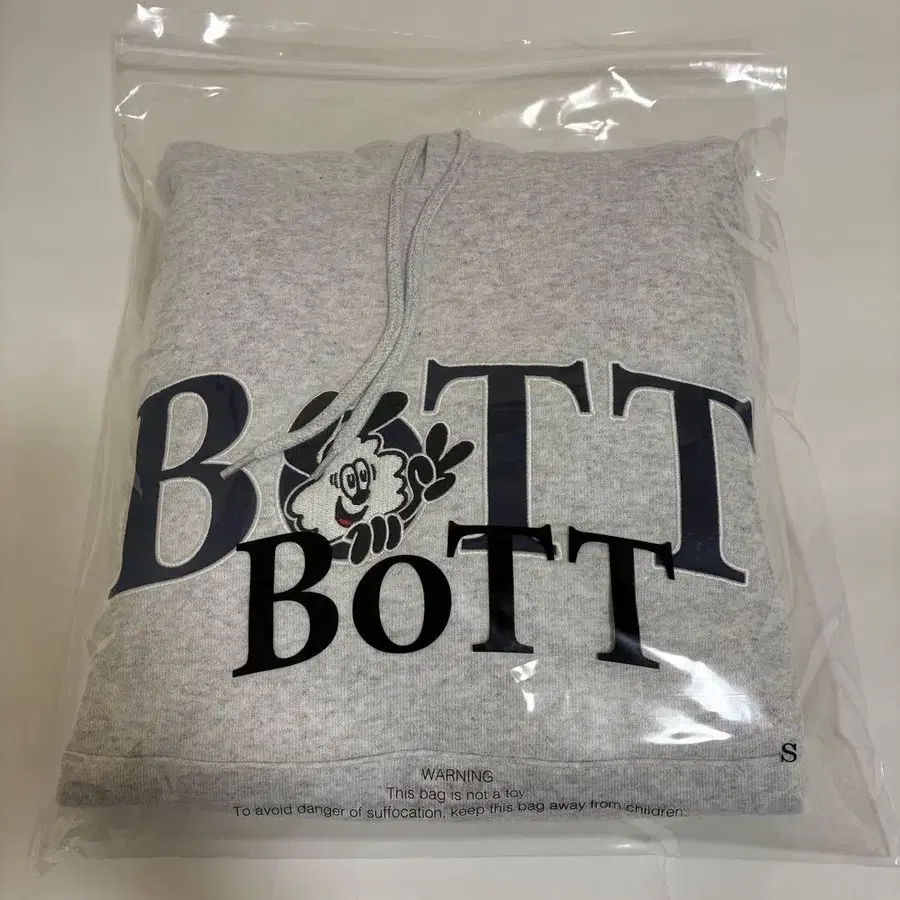 BoTT
BoTT
S
WARNING
This bag is not a toy
To avoid danger of suffocation, keep this bag away from children.